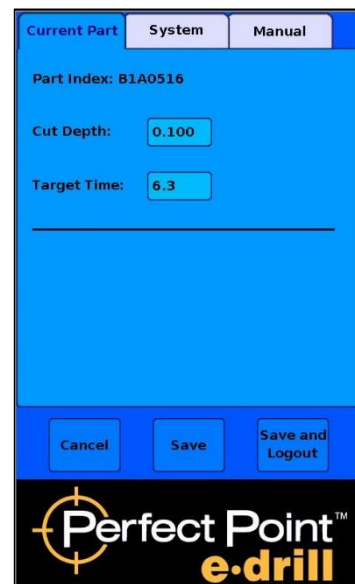 Current Part System Manual
Part Index: B1A0516
Cut Depth: 0.100
Target Time: 6.3
Cancel Save Save and
Logout
Perfect Point™
e-drill